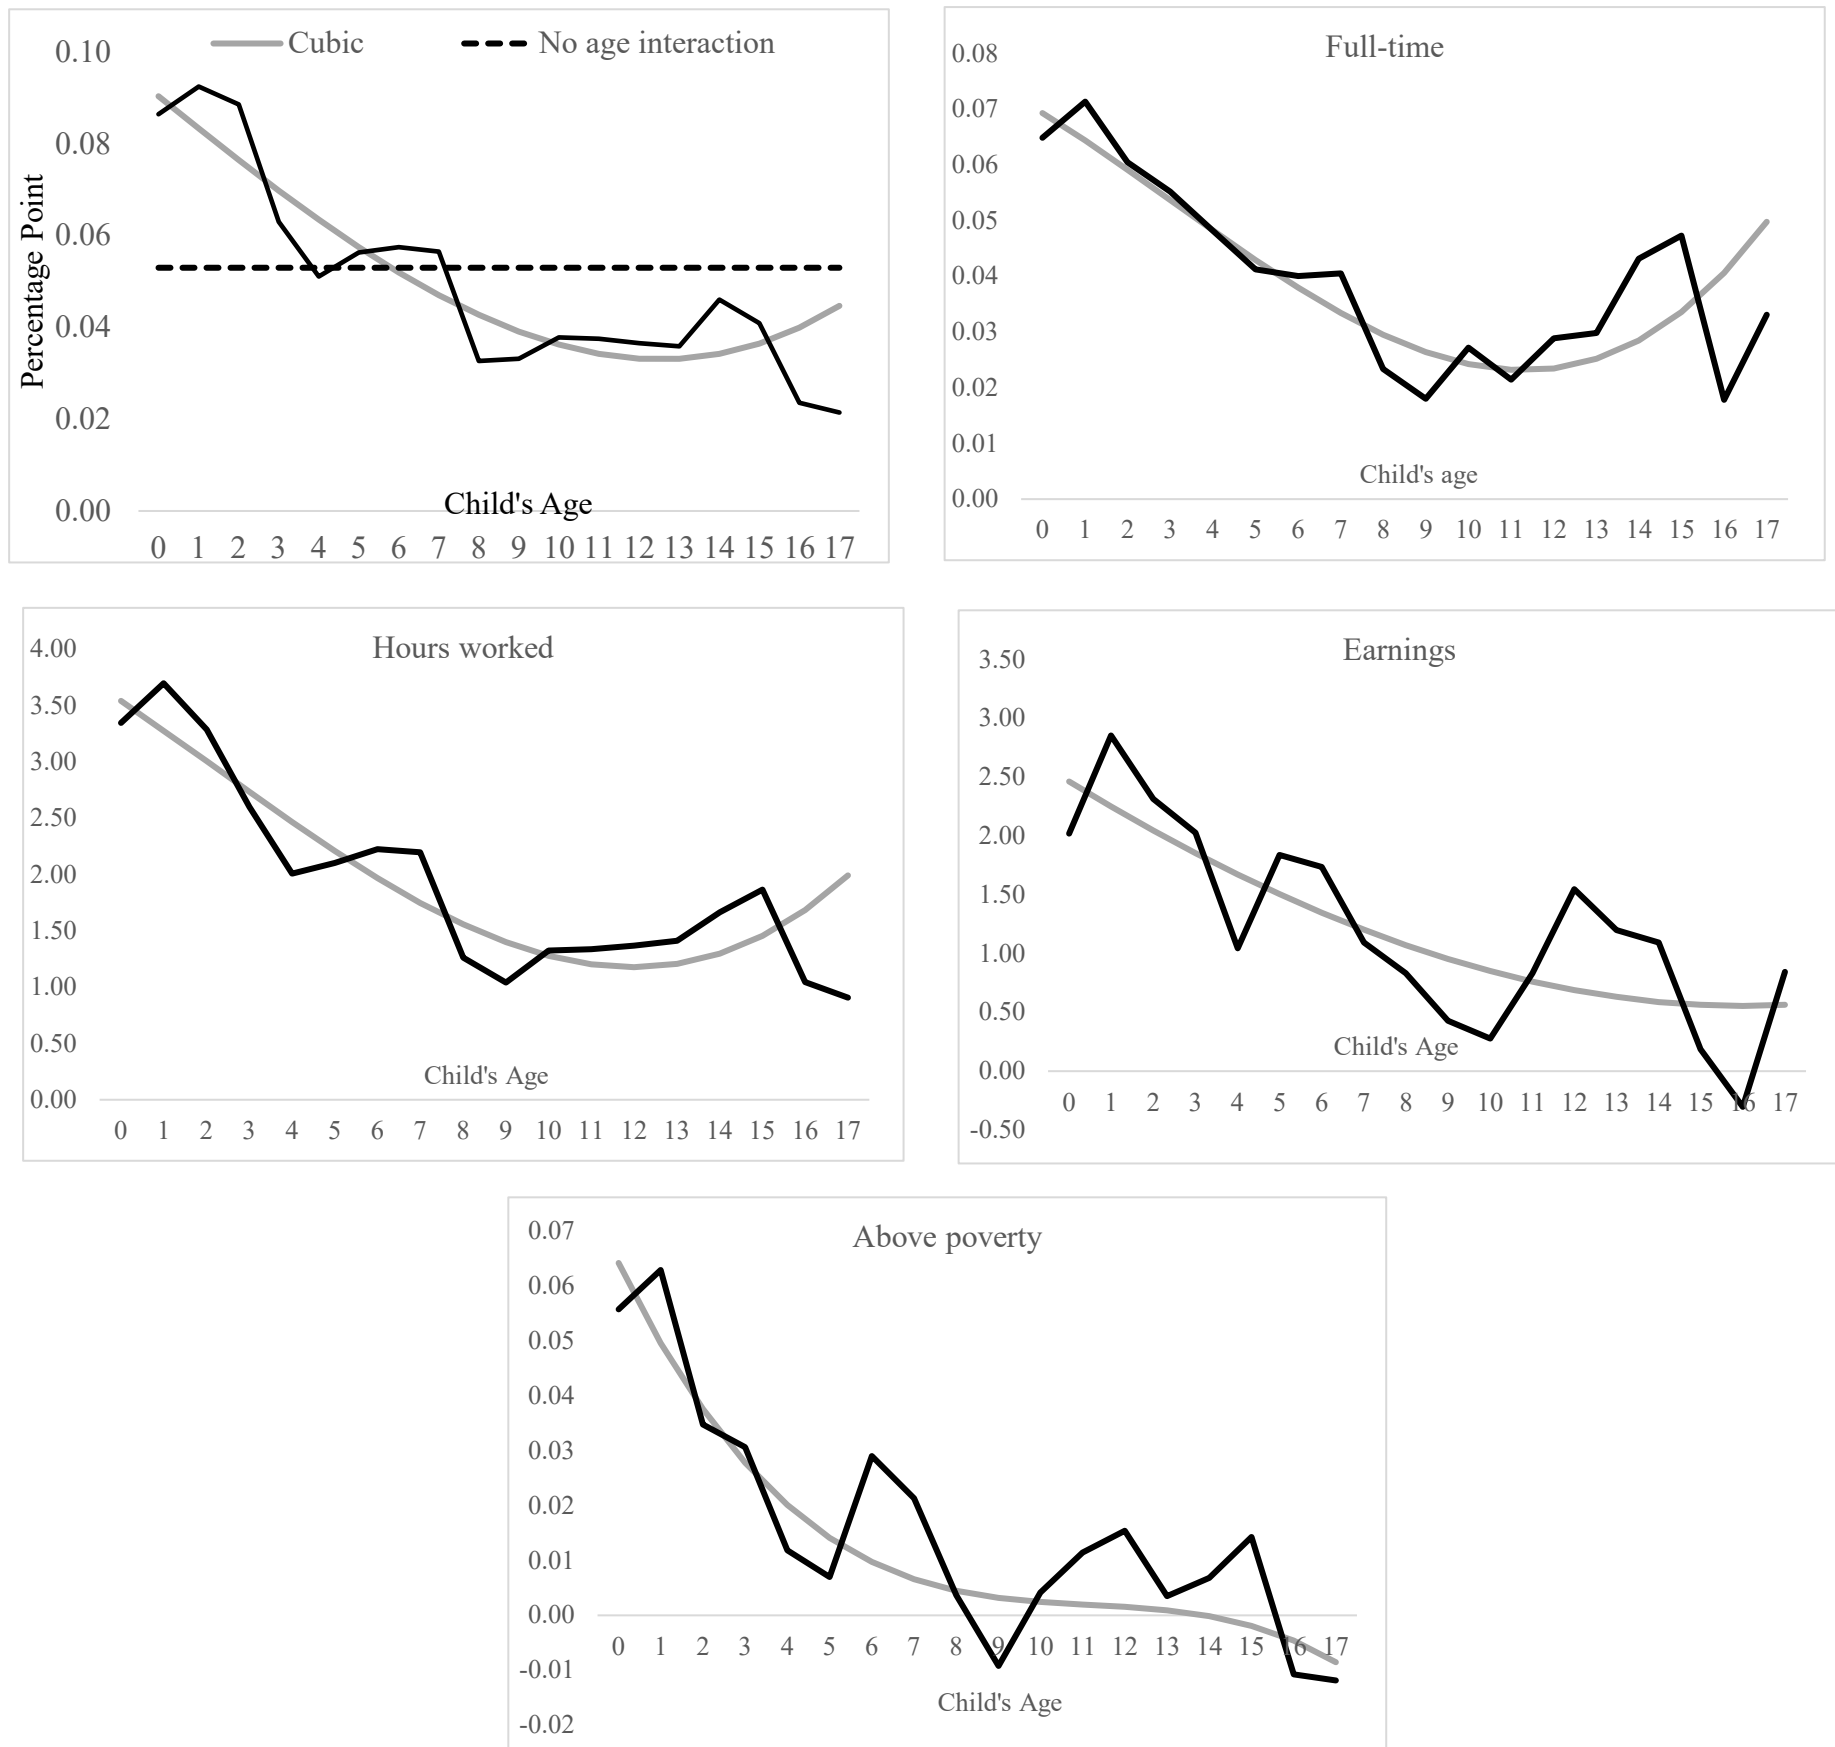 Cubic No age interaction
Percentage Point
0.10
0.08
0.06
0.04
0.02
0.00
Child's Age
0 1 2 3 4 5 6 7 8 9 10 11 12 13 14 15 16 17
Full-time
0.08
0.07
0.06
0.05
0.04
0.03
0.02
0.01
0.00
Child's age
0 1 2 3 4 5 6 7 8 9 10 11 12 13 14 15 16 17
Hours worked
4.00
3.50
3.00
2.50
2.00
1.50
1.00
0.50
0.00
Child's Age
0 1 2 3 4 5 6 7 8 9 10 11 12 13 14 15 16 17
Earnings
3.50
3.00
2.50
2.00
1.50
1.00
0.50
0.00
-0.50
Child's Age
0 1 2 3 4 5 6 7 8 9 10 11 12 13 14 15 16 17
Above poverty
0.07
0.06
0.05
0.04
0.03
0.02
0.01
0.00
-0.01
-0.02
0 1 2 3 4 5 6 7 8 9 10 11 12 13 14 15 16 17
Child's Age